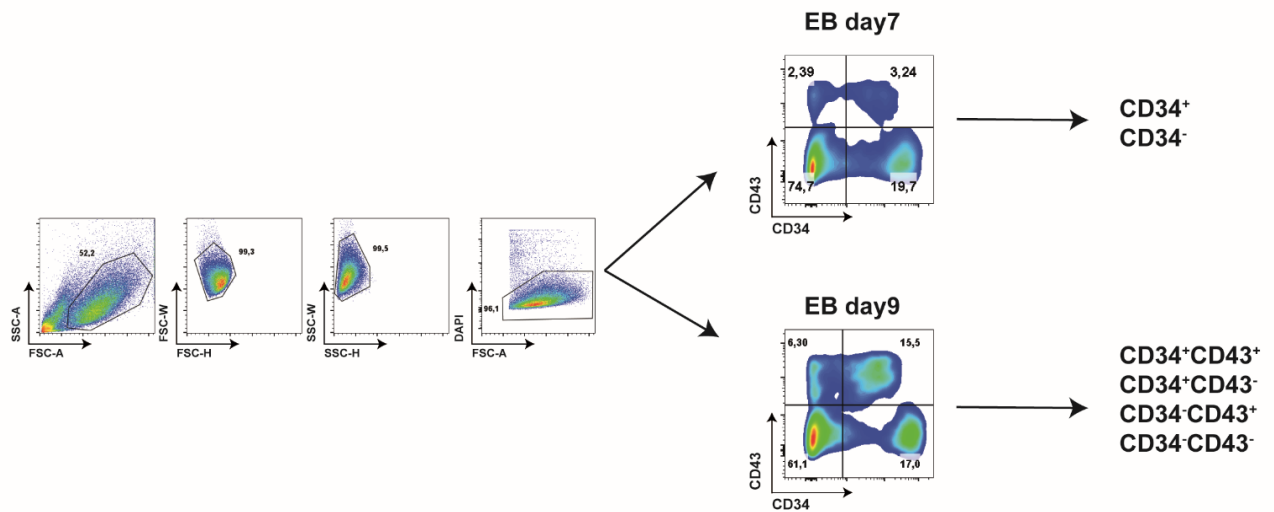 EB day7
2,39
3,24
74,7
19,7
CD43
CD34
CD34⁺
CD34⁻
52,2
SSC-A
FSC-A
99,3
FSC-W
FSC-H
99,5
SSC-W
SSC-H
96,1
DAPI
FSC-A
EB day9
6,30
15,5
61,1
17,0
CD43
CD34
CD34⁺CD43⁺
CD34⁺CD43⁻
CD34⁻CD43⁺
CD34⁻CD43⁻